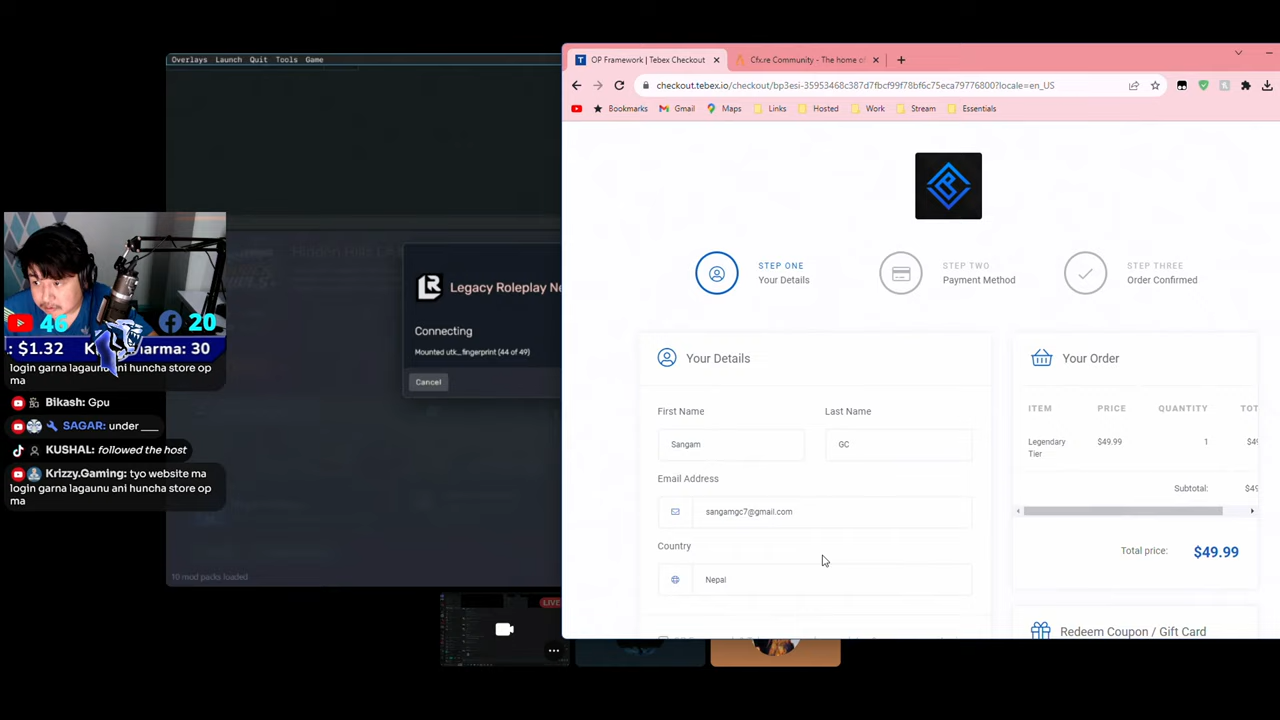 Overlays Launch Quit Tools Game
OP Framework | Tebex Checkout
Cfx.re Community - The home of
checkout.tebex.io/checkout/bp3esi-35953468c387d7fbcf99f78bf6c75eca79776800?locale=en_US
Bookmarks Gmail Maps Links Hosted Work Stream Essentials
STEP ONE
Your Details
STEP TWO
Payment Method
STEP THREE
Order Confirmed
Your Details
First Name Last Name
Sangam GC
Email Address
sangamgc7@gmail.com
Country
Nepal
Your Order
ITEM PRICE QUANTITY TOT
Legendary Tier $49.99 1 $4
Subtotal: $49
Total price: $49.99
Redeem Coupon / Gift Card
Legacy Roleplay Ne
Connecting
Mounted utk_fingerprint (44 of 49)
Cancel
10 mod packs loaded
LIVE
46 20
: $1.32
arma: 30
login garna lagaunu ani huncha store op
ma
Bikash: Gpu
SAGAR: under ___
KUSHAL: followed the host
Krizzy.Gaming: tyo website ma
login garna lagaunu ani huncha store op
ma